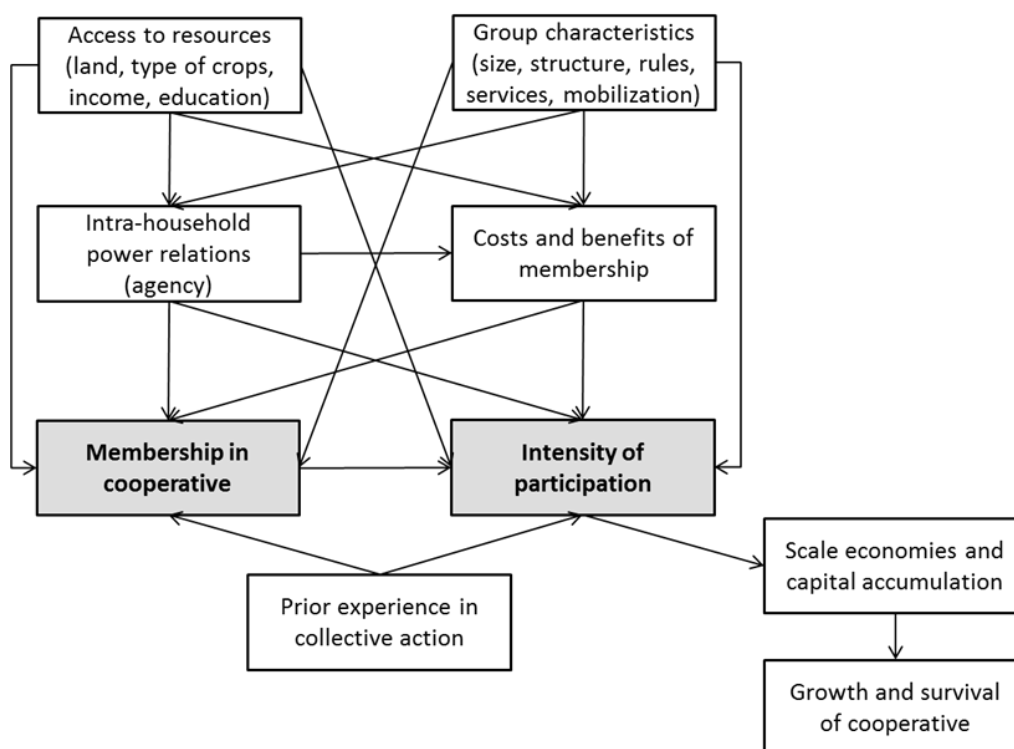 Access to resources
(land, type of crops,
income, education)
Group characteristics
(size, structure, rules,
services, mobilization)
Intra-household
power relations
(agency)
Costs and benefits of
membership
Membership in
cooperative
Intensity of
participation
Prior experience in
collective action
Scale economies and
capital accumulation
Growth and survival
of cooperative